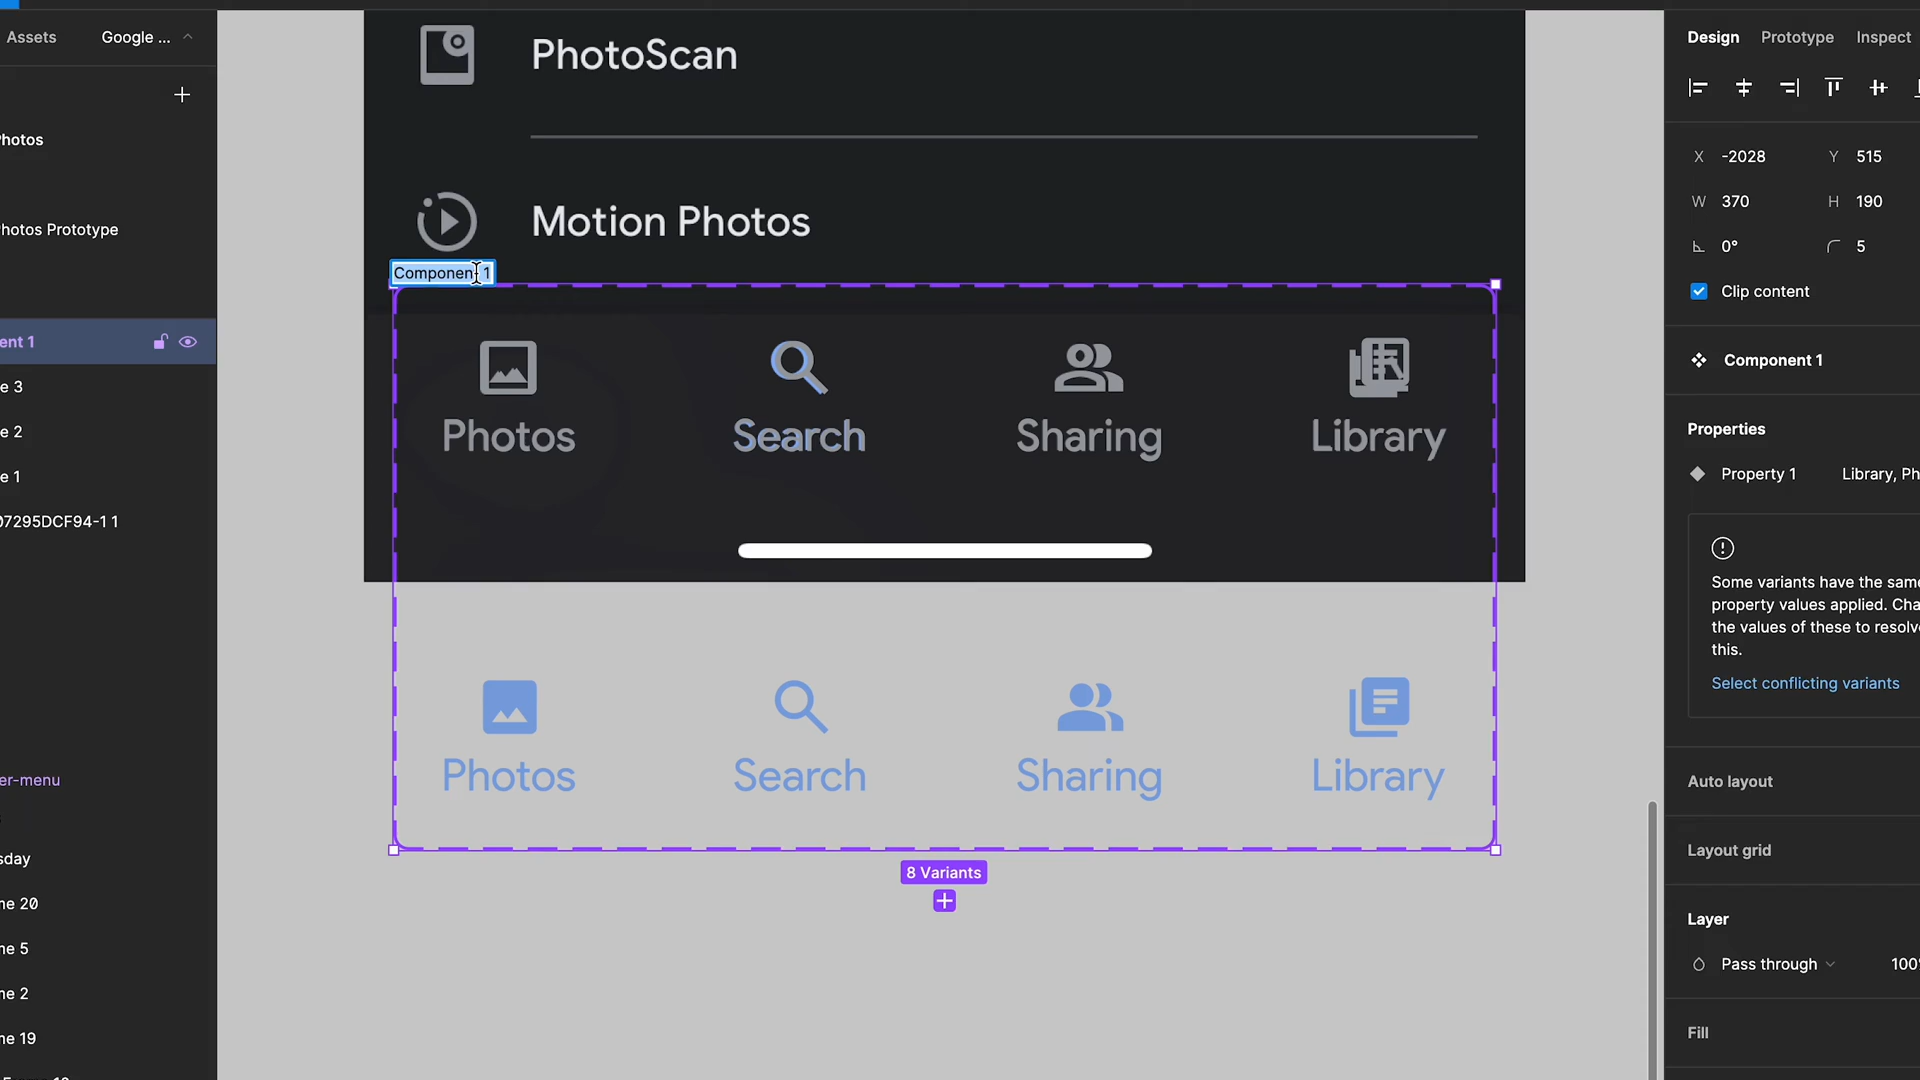 Assets
Google ...
Photos
Photos Prototype
ent 1
e 3
e 2
e 1
07295DCF94-1 1
er-menu
sday
ne 20
ne 5
ne 2
ne 19
PhotoScan
Motion Photos
Component 1
Photos
Search
Sharing
Library
Photos
Search
Sharing
Library
8 Variants
Design
Prototype
Inspect
X -2028
Y 515
W 370
H 190
0°
5
Clip content
Component 1
Properties
Property 1
Library, Ph
Some variants have the same
property values applied. Cha
the values of these to resolve
this.
Select conflicting variants
Auto layout
Layout grid
Layer
Pass through
100%
Fill